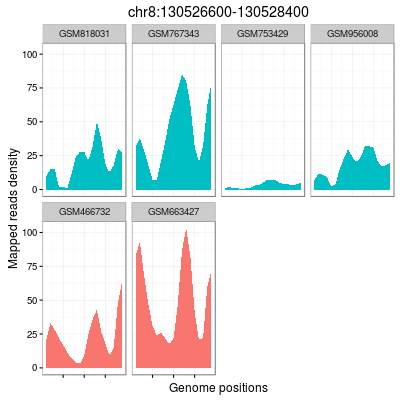 chr8:130526600-130528400
GSM818031 GSM767343 GSM753429 GSM956008
100
75
50
25
0
GSM466732 GSM663427
100
75
50
25
0
Mapped reads density
Genome positions